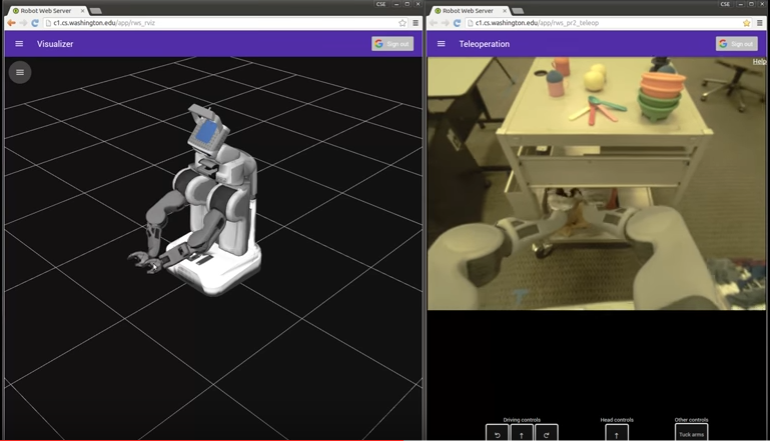 CSE
Robot Web Server
c1.cs.washington.edu/app/rws_rviz
Visualizer
Sign out
CSE
Robot Web Server
c1.cs.washington.edu/app/rws_pr2_teleop
Teleoperation
Sign out
Help
Driving controls
Head controls
Other controls
Tuck arms